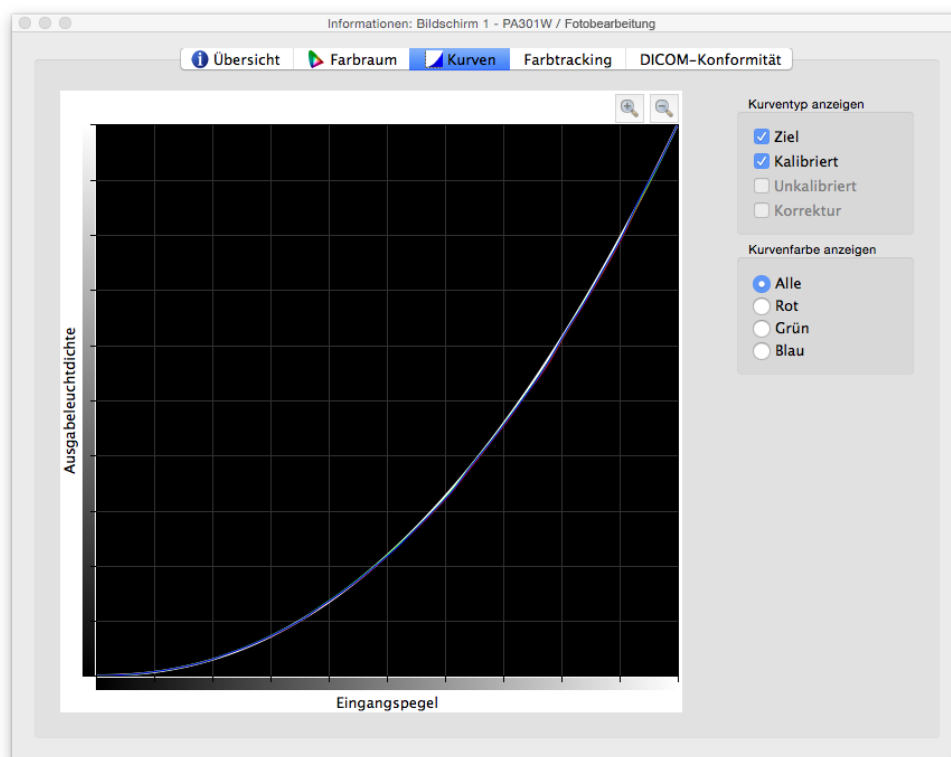 Informationen: Bildschirm 1 - PA301W / Fotobearbeitung
Übersicht Farbraum Kurven Farbtracking DICOM-Konformität
Kurventyp anzeigen
Ziel
Kalibriert
Unkalibriert
Korrektur
Kurvenfarbe anzeigen
Alle
Rot
Grün
Blau
Ausgabeleuchtdichte
Eingangspegel